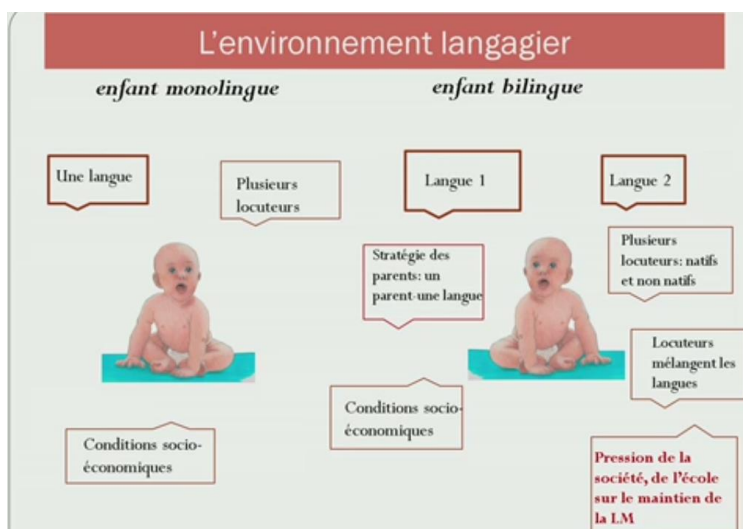 L'environnement langagier
enfant monolingue
enfant bilingue
Une langue
Plusieurs
locuteurs
Conditions socio-
économiques
Langue 1
Langue 2
Stratégie des
parents: un
parent-une langue
Plusieurs
locuteurs: natifs
et non natifs
Locuteurs
mélangent les
langues
Conditions socio-
économiques
Pression de la
société, de l'école
sur le maintien de
la LM